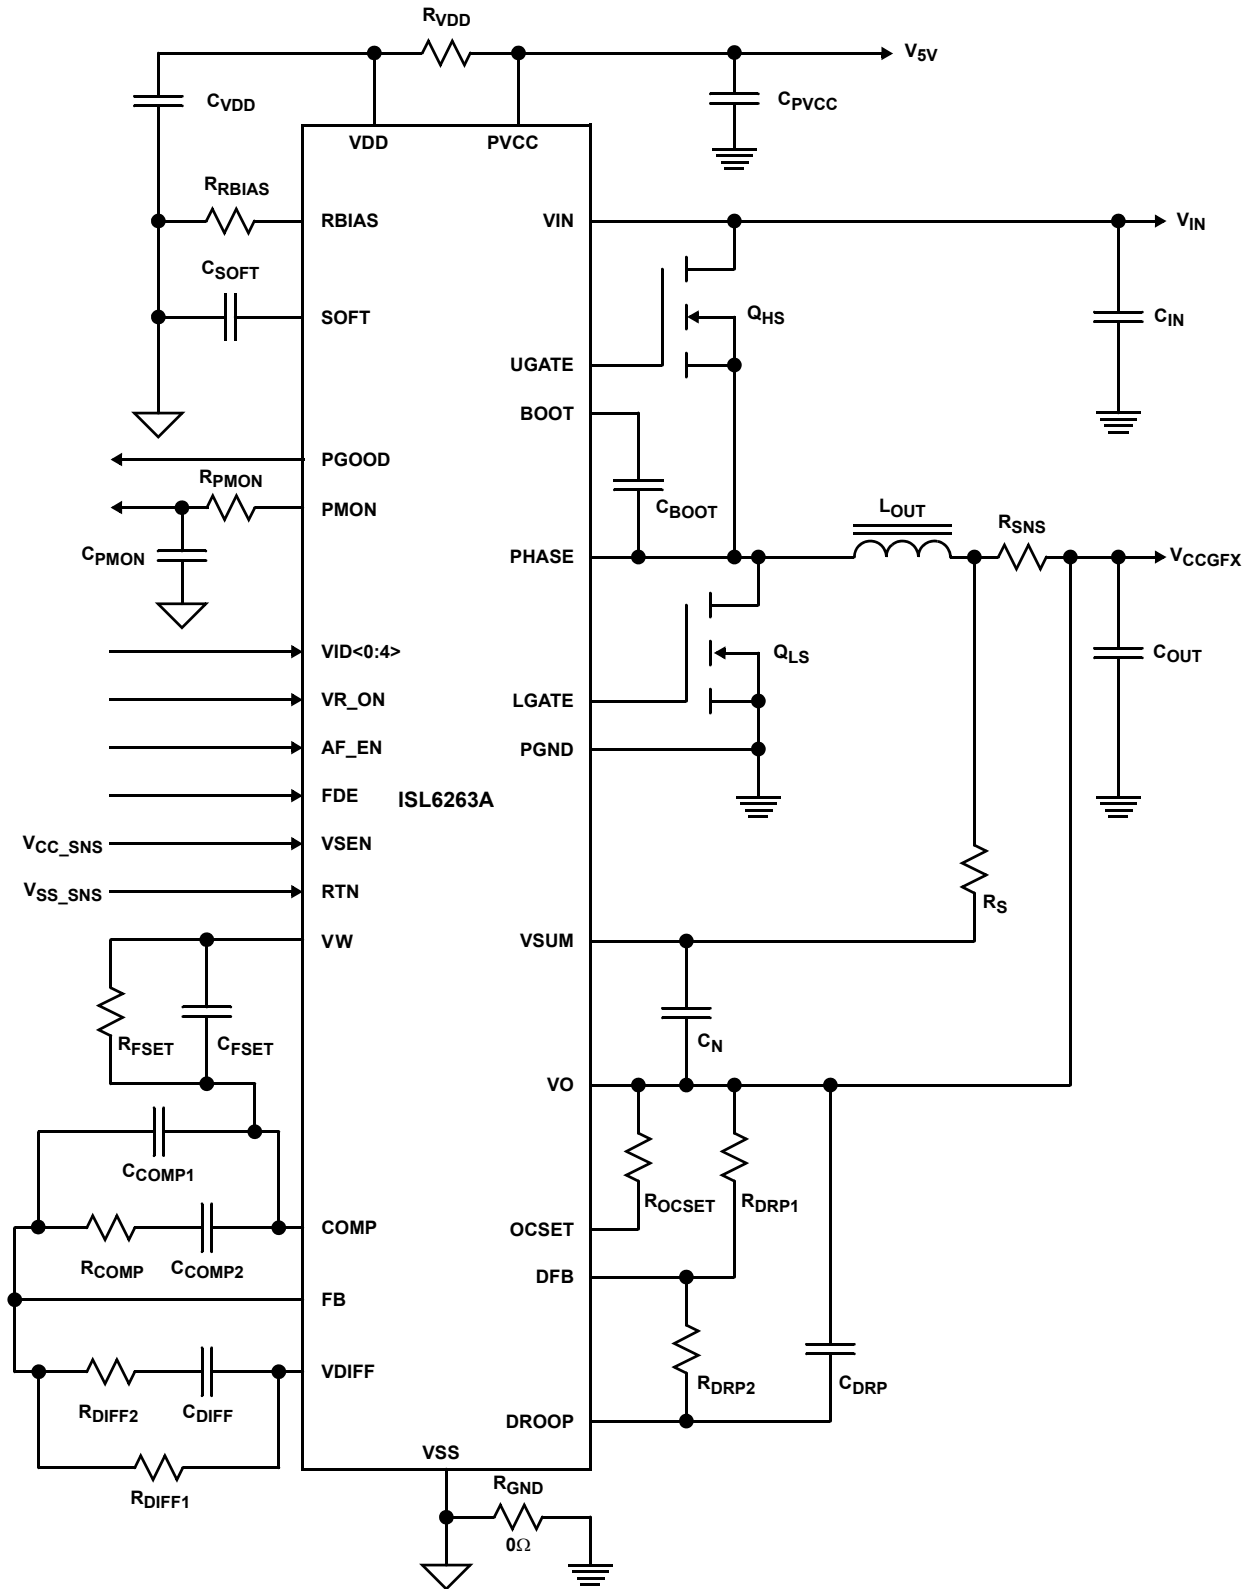 RVDD
V5V
CVDD
CPVCC
VDD
PVCC
RRBIAS
RBIAS
VIN
VIN
CSOFT
SOFT
QHS
CIN
UGATE
BOOT
PGOOD
RPMON
PMON
CBOOT
LOUT
RSNS
CPMON
PHASE
VCCGFX
VID<0:4>
QLS
COUT
VR_ON
LGATE
AF_EN
PGND
FDE
ISL6263A
VCC_SNS
VSEN
VSS_SNS
RTN
RS
VW
VSUM
RFSET
CFSET
CN
VO
CCOMP1
ROCSET
RDRP1
COMP
OCSET
RCOMP
CCOMP2
DFB
FB
VDIFF
RDRP2
CDRP
RDIFF2
CDIFF
DROOP
VSS
RDIFF1
RGND
0Ω